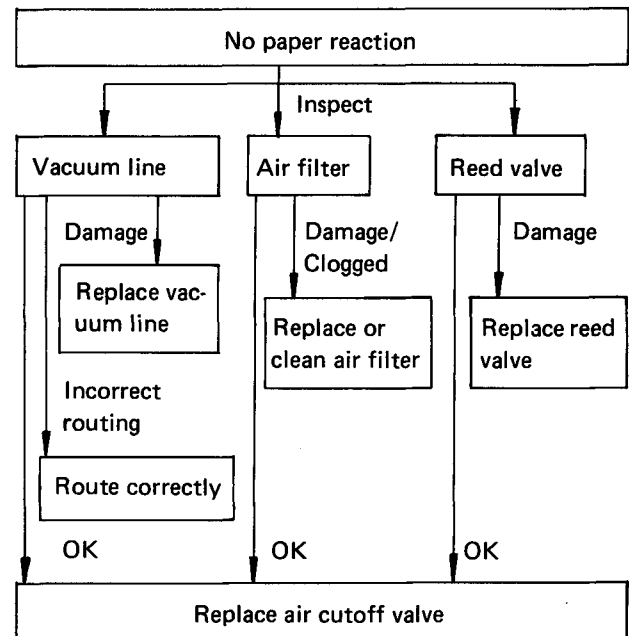 No paper reaction
Inspect
Vacuum line
Air filter
Reed valve
Damage
Replace vac-
uum line
Incorrect
routing
Route correctly
OK
Damage/
Clogged
Replace or
clean air filter
OK
Damage
Replace reed
valve
OK
Replace air cutoff valve